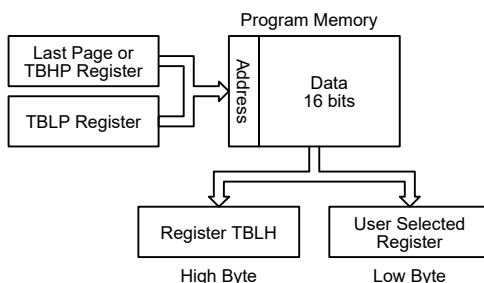 Program Memory
Last Page or
TBHP Register
TBLP Register
Address
Data
16 bits
Register TBLH
User Selected
Register
High Byte
Low Byte